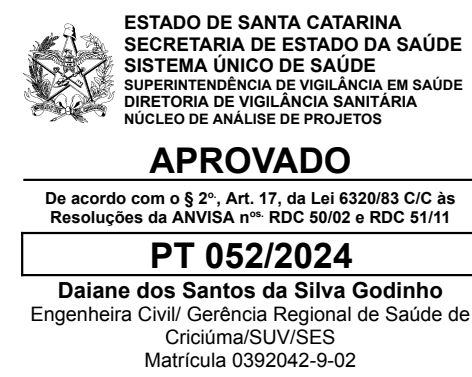 ESTADO DE SANTA CATARINA
SECRETARIA DE ESTADO DA SAÚDE
SISTEMA ÚNICO DE SAÚDE
SUPERINTENDÊNCIA DE VIGILÂNCIA EM SAÚDE
DIRETORIA DE VIGILÂNCIA SANITÁRIA
NÚCLEO DE ANÁLISE DE PROJETOS
APROVADO
De acordo com o § 2º, Art. 17, da Lei 6320/83 C/C às
Resoluções da ANVISA nºs. RDC 50/02 e RDC 51/11
PT 052/2024
Daiane dos Santos da Silva Godinho
Engenheira Civil/ Gerência Regional de Saúde de
Criciúma/SUV/SES
Matrícula 0392042-9-02